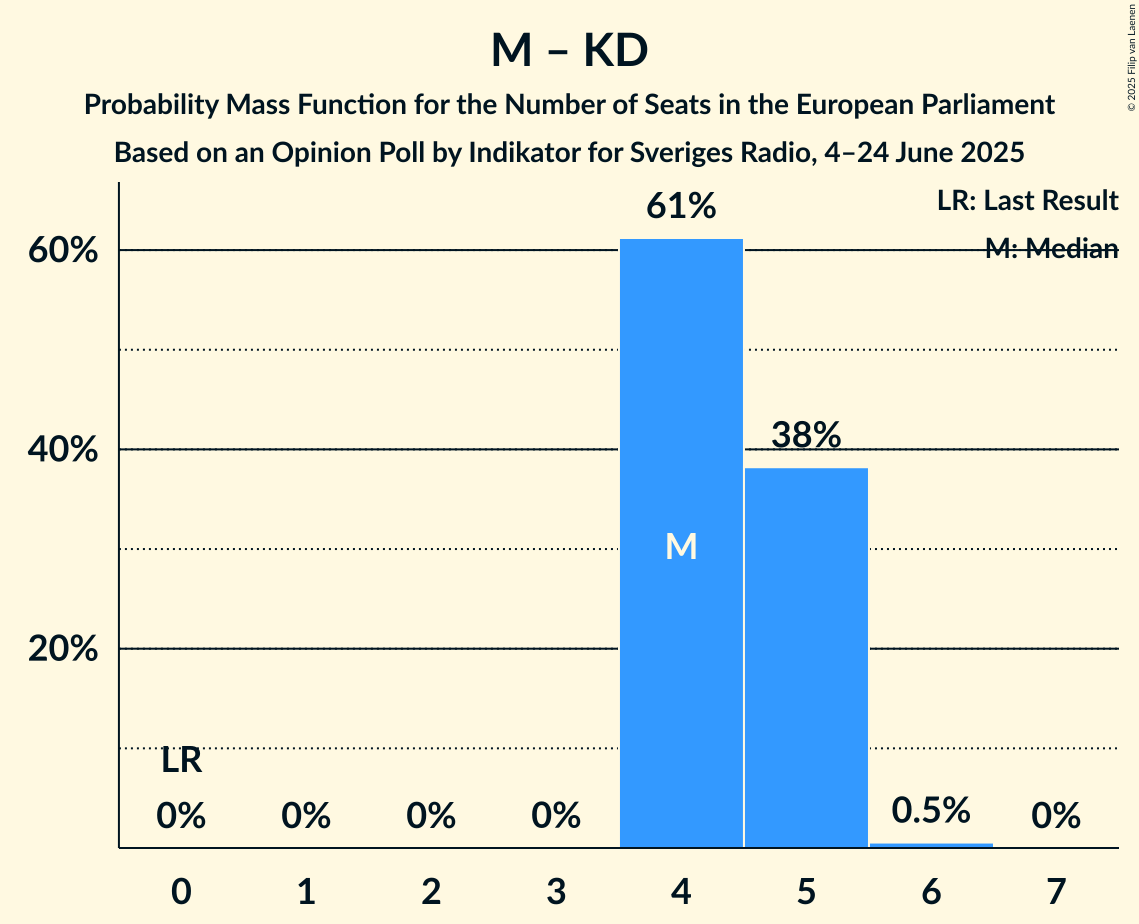 M – KD
Probability Mass Function for the Number of Seats in the European Parliament
Based on an Opinion Poll by Indikator for Sveriges Radio, 4–24 June 2025
© 2025 Filip van Laenen
LR: Last Result
M: Median
60%
40%
20%
61%
38%
M
LR
0%
0%
0%
0%
0.5%
0%
0
1
2
3
4
5
6
7